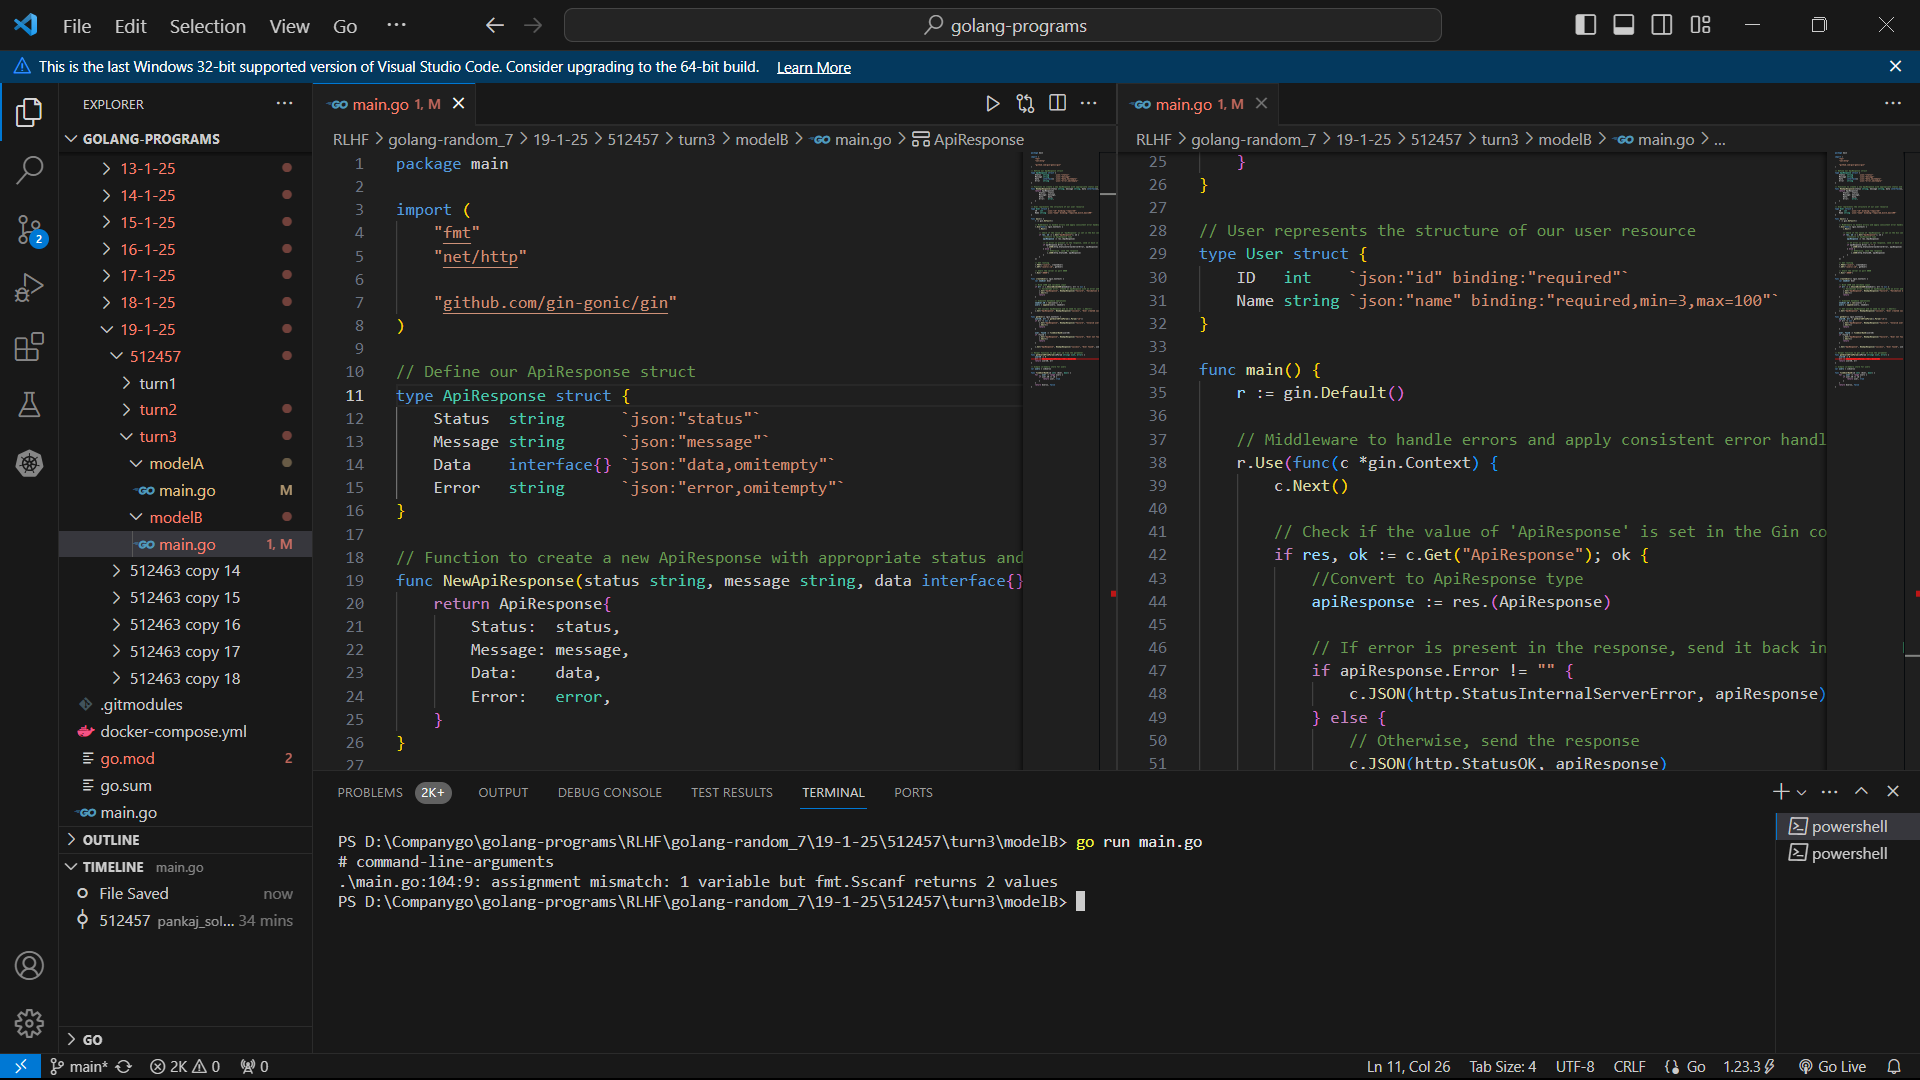 File Edit Selection View Go ···
golang-programs
This is the last Windows 32-bit supported version of Visual Studio Code. Consider upgrading to the 64-bit build. Learn More
EXPLORER
GOLANG-PROGRAMS
13-1-25
14-1-25
15-1-25
16-1-25
17-1-25
18-1-25
19-1-25
512457
turn1
turn2
turn3
modelA
GO main.go M
modelB
GO main.go 1, M
512463 copy 14
512463 copy 15
512463 copy 16
512463 copy 17
512463 copy 18
.gitmodules
docker-compose.yml
go.mod 2
go.sum
GO main.go
OUTLINE
TIMELINE main.go
File Saved now
512457 pankaj_sol... 34 mins
GO
2
GO main.go 1, M
RLHF > golang-random_7 > 19-1-25 > 512457 > turn3 > modelB > GO main.go > ApiResponse
1 package main
2
3 import (
4 "fmt"
5 "net/http"
6
7 "github.com/gin-gonic/gin"
8 )
9
10 // Define our ApiResponse struct
11 type ApiResponse struct {
12 Status string `json:"status"`
13 Message string `json:"message"`
14 Data interface{} `json:"data,omitempty"`
15 Error string `json:"error,omitempty"`
16 }
17
18 // Function to create a new ApiResponse with appropriate status and
19 func NewApiResponse(status string, message string, data interface{}
20 return ApiResponse{
21 Status: status,
22 Message: message,
23 Data: data,
24 Error: error,
25 }
26 }
27
GO main.go 1, M
RLHF > golang-random_7 > 19-1-25 > 512457 > turn3 > modelB > GO main.go > ...
25 }
26 }
27
28 // User represents the structure of our user resource
29 type User struct {
30 ID int `json:"id" binding:"required"`
31 Name string `json:"name" binding:"required,min=3,max=100"`
32 }
33
34 func main() {
35 r := gin.Default()
36
37 // Middleware to handle errors and apply consistent error handl
38 r.Use(func(c *gin.Context) {
39 c.Next()
40
41 // Check if the value of 'ApiResponse' is set in the Gin co
42 if res, ok := c.Get("ApiResponse"); ok {
43 //Convert to ApiResponse type
44 apiResponse := res.(ApiResponse)
45
46 // If error is present in the response, send it back in
47 if apiResponse.Error != "" {
48 c.JSON(http.StatusInternalServerError, apiResponse)
49 } else {
50 // Otherwise, send the response
51 c.JSON(http.StatusOK, apiResponse)
PROBLEMS 2K+ OUTPUT DEBUG CONSOLE TEST RESULTS TERMINAL PORTS
PS D:\Companygo\golang-programs\RLHF\golang-random_7\19-1-25\512457\turn3\modelB> go run main.go
# command-line-arguments
.\main.go:104:9: assignment mismatch: 1 variable but fmt.Sscanf returns 2 values
PS D:\Companygo\golang-programs\RLHF\golang-random_7\19-1-25\512457\turn3\modelB>
powershell
powershell
main* 2K 0 0 Ln 11, Col 26 Tab Size: 4 UTF-8 CRLF {} Go 1.23.3 Go Live